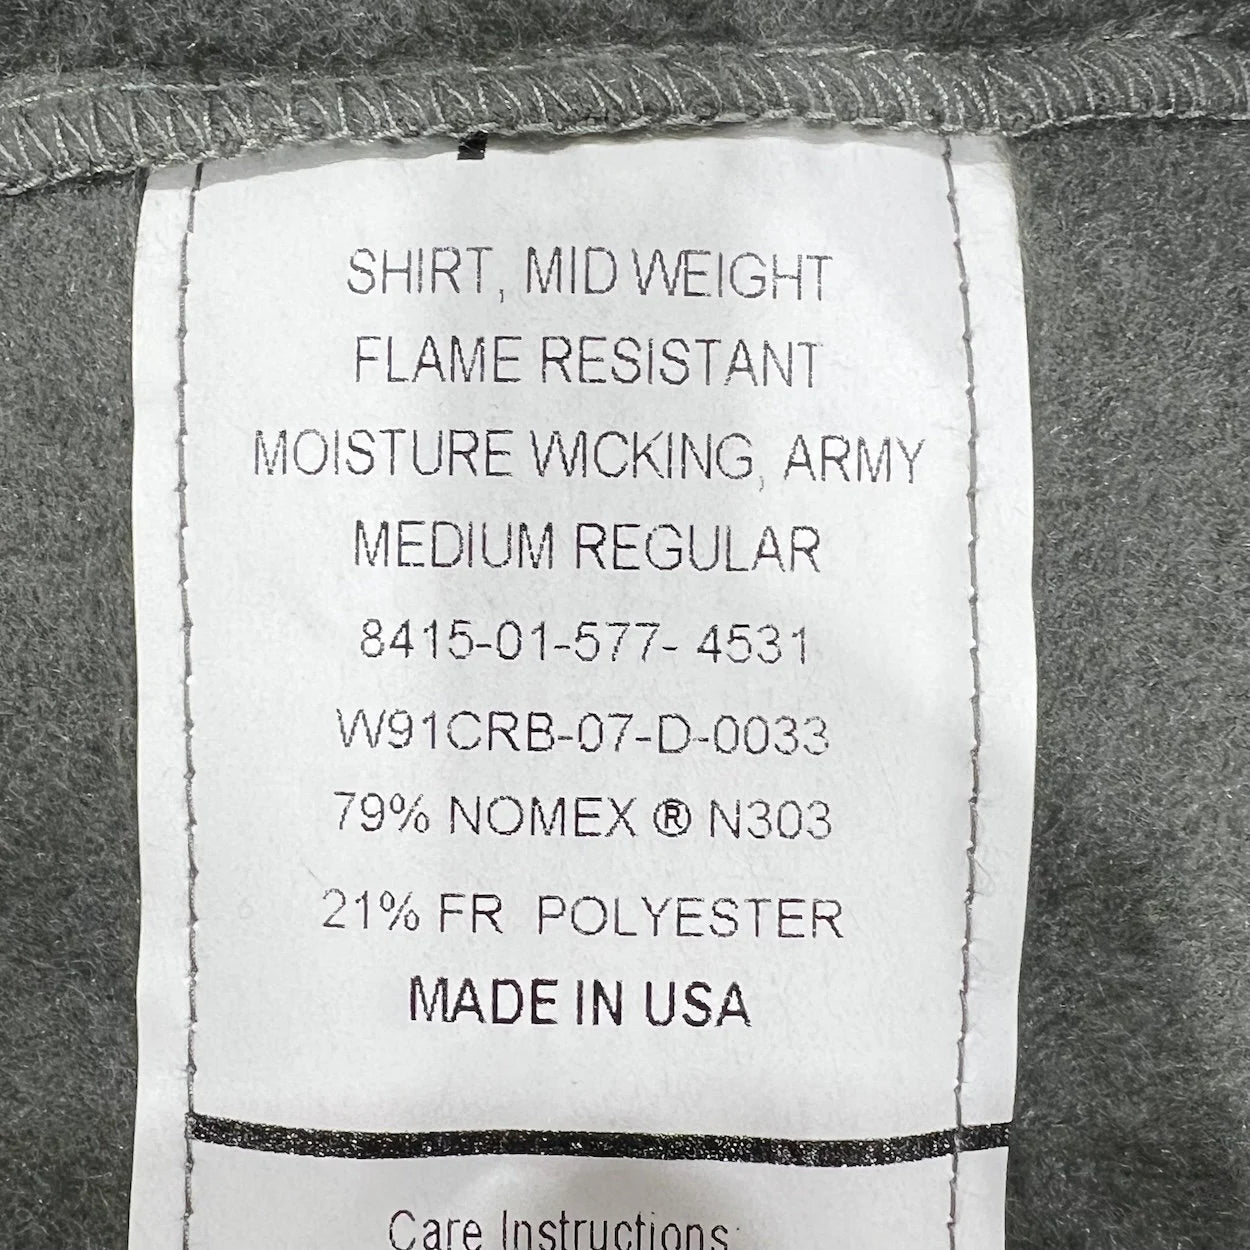 SHIRT, MID WEIGHT
FLAME RESISTANT
MOISTURE WICKING, ARMY
MEDIUM REGULAR
8415-01-577- 4531
W91CRB-07-D-0033
79% NOMEX ® N303
21% FR POLYESTER
MADE IN USA
Care Instructions: